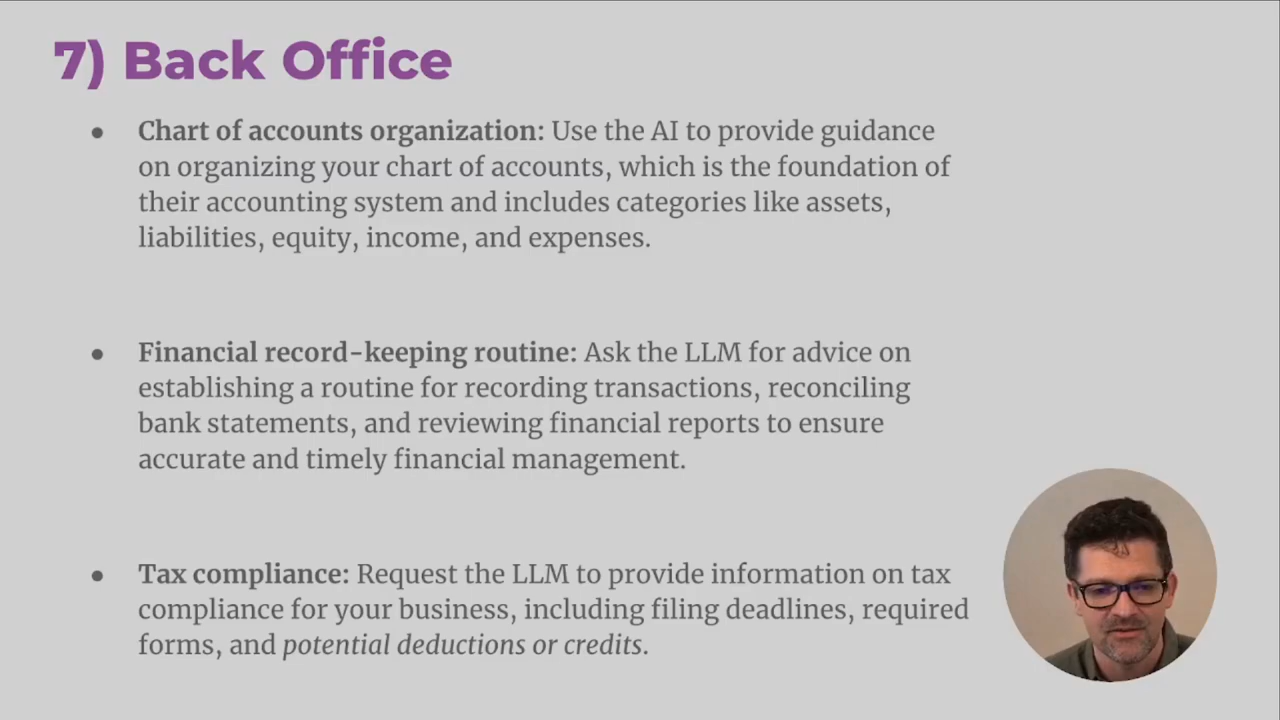 7) Back Office
● Chart of accounts organization: Use the AI to provide guidance
on organizing your chart of accounts, which is the foundation of
their accounting system and includes categories like assets,
liabilities, equity, income, and expenses.
● Financial record-keeping routine: Ask the LLM for advice on
establishing a routine for recording transactions, reconciling
bank statements, and reviewing financial reports to ensure
accurate and timely financial management.
● Tax compliance: Request the LLM to provide information on tax
compliance for your business, including filing deadlines, required
forms, and potential deductions or credits.